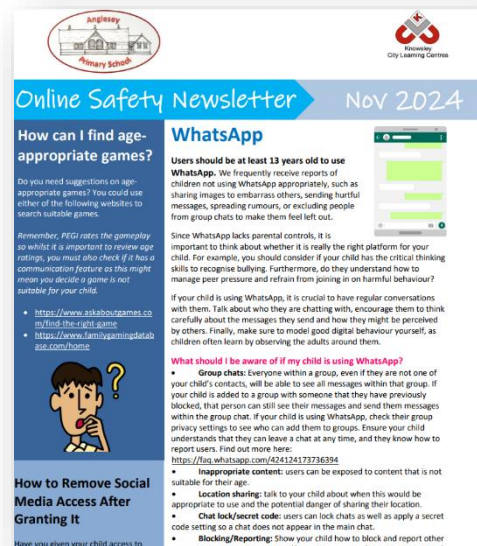 Anglesey
Primary School
Knowsley
City Learning Centres
Online Safety Newsletter
Nov 2024
How can I find age-
appropriate games?
Do you need suggestions on age-
appropriate games? You could use
either of the following websites to
search suitable games.
Remember, PEGI rates the gameplay
so whilst it is important to review age
ratings, you must also check if it has a
communication feature as this might
mean you decide a game is not
suitable for your child.
• https://www.askaboutgames.co
m/find-the-right-game
• https://www.familygamingdatab
ase.com/home
How to Remove Social
Media Access After
Granting It
Have you given your child access to
WhatsApp
Users should be at least 13 years old to use
WhatsApp. We frequently receive reports of
children not using WhatsApp appropriately, such as
sharing images to embarrass others, sending hurtful
messages, spreading rumours, or excluding people
from group chats to make them feel left out.
Since WhatsApp lacks parental controls, it is
important to think about whether it is really the right platform for your
child. For example, you should consider if your child has the critical thinking
skills to recognise bullying. Furthermore, do they understand how to
manage peer pressure and refrain from joining in on harmful behaviour?
If your child is using WhatsApp, it is crucial to have regular conversations
with them. Talk about who they are chatting with, encourage them to think
carefully about the messages they send and how they might be perceived
by others. Finally, make sure to model good digital behaviour yourself, as
children often learn by observing the adults around them.
What should I be aware of if my child is using WhatsApp?
• Group chats: Everyone within a group, even if they are not one of
your child's contacts, will be able to see all messages within that group. If
your child is added to a group with someone that they have previously
blocked, that person can still see their messages and send them messages
within the group chat. If your child is using WhatsApp, check their group
privacy settings to see who can add them to groups. Ensure your child
understands that they can leave a chat at any time, and they know how to
report users. Find out more here:
https://faq.whatsapp.com/424124173736394
• Inappropriate content: users can be exposed to content that is not
suitable for their age.
• Location sharing: talk to your child about when this would be
appropriate to use and the potential danger of sharing their location.
• Chat lock/secret code: users can lock chats as well as apply a secret
code setting so a chat does not appear in the main chat.
• Blocking/Reporting: Show your child how to block and report other